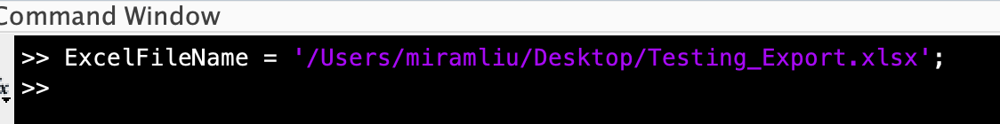 Command Window
>> ExcelFileName = '/Users/miramliu/Desktop/Testing_Export.xlsx';
>>